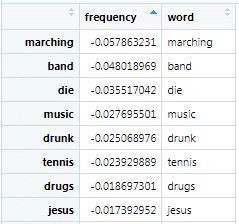 frequency word
marching -0.057863231 marching
band -0.048018969 band
die -0.035517042 die
music -0.027695501 music
drunk -0.025068976 drunk
tennis -0.023929889 tennis
drugs -0.018697301 drugs
jesus -0.017392952 jesus